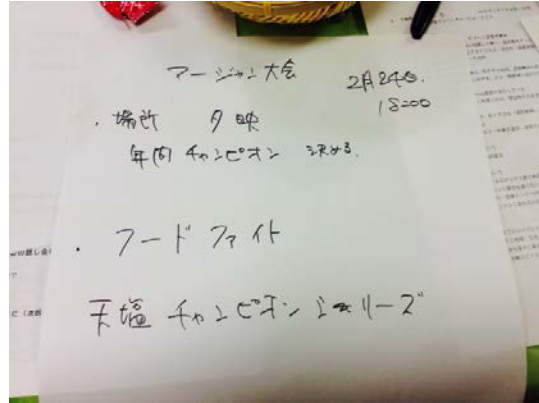 マージャン大会
2月24日.
18:00
・場所 夕映
年間チャンピオン 決める.
・フードファイト
天塩チャンピオンシリーズ